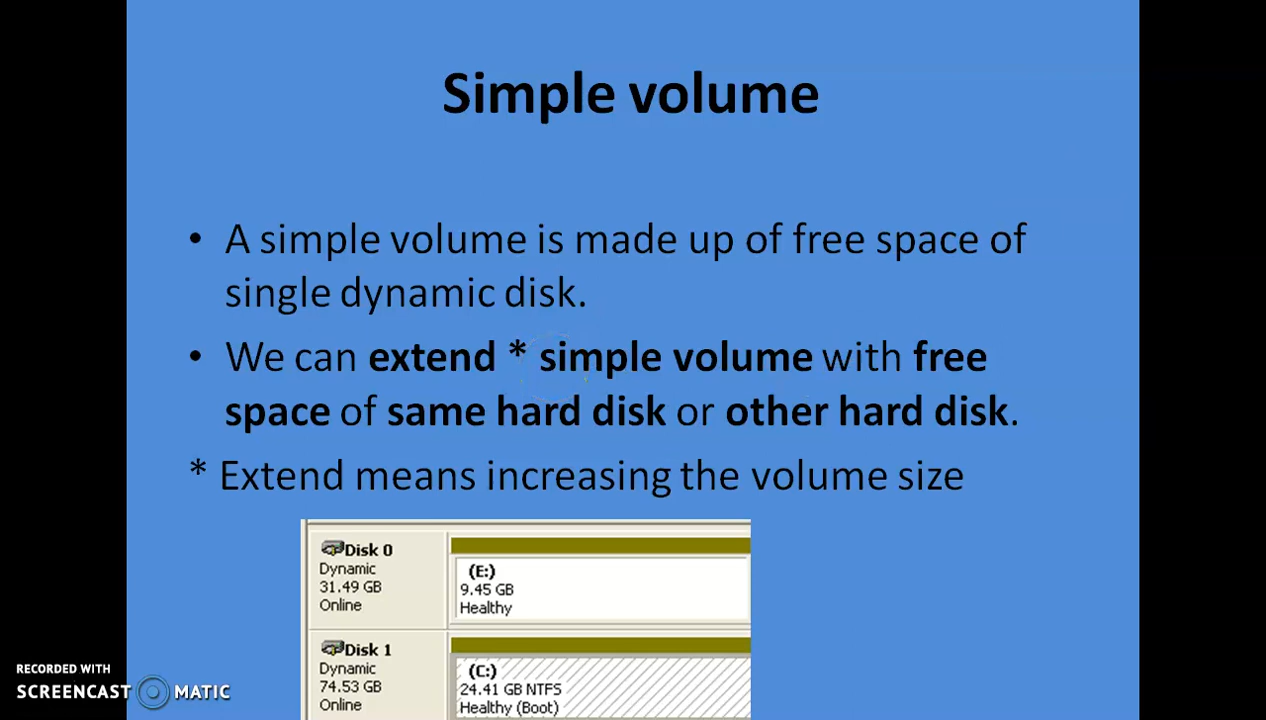 Simple volume
• A simple volume is made up of free space of
single dynamic disk.
• We can extend * simple volume with free
space of same hard disk or other hard disk.
* Extend means increasing the volume size
Disk 0
Dynamic
31.49 GB
Online
(E:)
9.45 GB
Healthy
Disk 1
Dynamic
74.53 GB
Online
(C:)
24.41 GB NTFS
Healthy (Boot)
RECORDED WITH
SCREENCAST MATIC